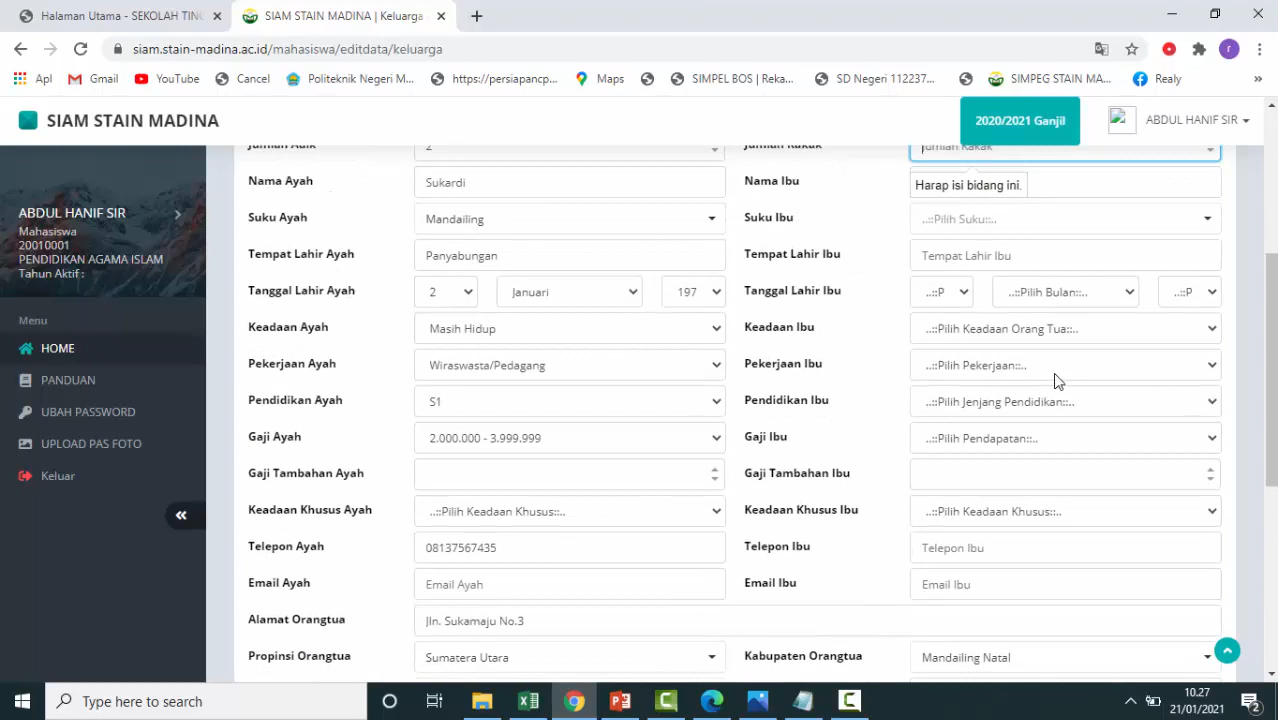 Halaman Utama - SEKOLAH TING
SIAM STAIN MADINA | Keluarga
siam.stain-madina.ac.id/mahasiswa/editdata/keluarga
r
Apl
Gmail
YouTube
Cancel
Politeknik Negeri M...
https://persiapancp...
Maps
SIMPEL BOS | Reka...
SD Negeri 112237...
SIMPEG STAIN MA...
Realy
»
SIAM STAIN MADINA
2020/2021 Ganjil
ABDUL HANIF SIR
ABDUL HANIF SIR
Mahasiswa
20010001
PENDIDIKAN AGAMA ISLAM
Tahun Aktif :
Menu
HOME
PANDUAN
UBAH PASSWORD
UPLOAD PAS FOTO
Keluar
Jumlah Adik 2 Jumlah Kakak Jumlah Kakak
Nama Ayah Sukardi Nama Ibu
Harap isi bidang ini.
Suku Ayah Mandailing Suku Ibu ..::Pilih Suku::..
Tempat Lahir Ayah Panyabungan Tempat Lahir Ibu Tempat Lahir Ibu
Tanggal Lahir Ayah 2 Januari 197 Tanggal Lahir Ibu ..::P ..::Pilih Bulan::.. ..::P
Keadaan Ayah Masih Hidup Keadaan Ibu ..::Pilih Keadaan Orang Tua::..
Pekerjaan Ayah Wiraswasta/Pedagang Pekerjaan Ibu ..::Pilih Pekerjaan::..
Pendidikan Ayah S1 Pendidikan Ibu ..::Pilih Jenjang Pendidikan::..
Gaji Ayah 2.000.000 - 3.999.999 Gaji Ibu ..::Pilih Pendapatan::..
Gaji Tambahan Ayah Gaji Tambahan Ibu
Keadaan Khusus Ayah ..::Pilih Keadaan Khusus::.. Keadaan Khusus Ibu ..::Pilih Keadaan Khusus::..
Telepon Ayah 08137567435 Telepon Ibu Telepon Ibu
Email Ayah Email Ayah Email Ibu Email Ibu
Alamat Orangtua Jln. Sukamaju No.3
Propinsi Orangtua Sumatera Utara Kabupaten Orangtua Mandailing Natal
Type here to search
10.27
21/01/2021
2